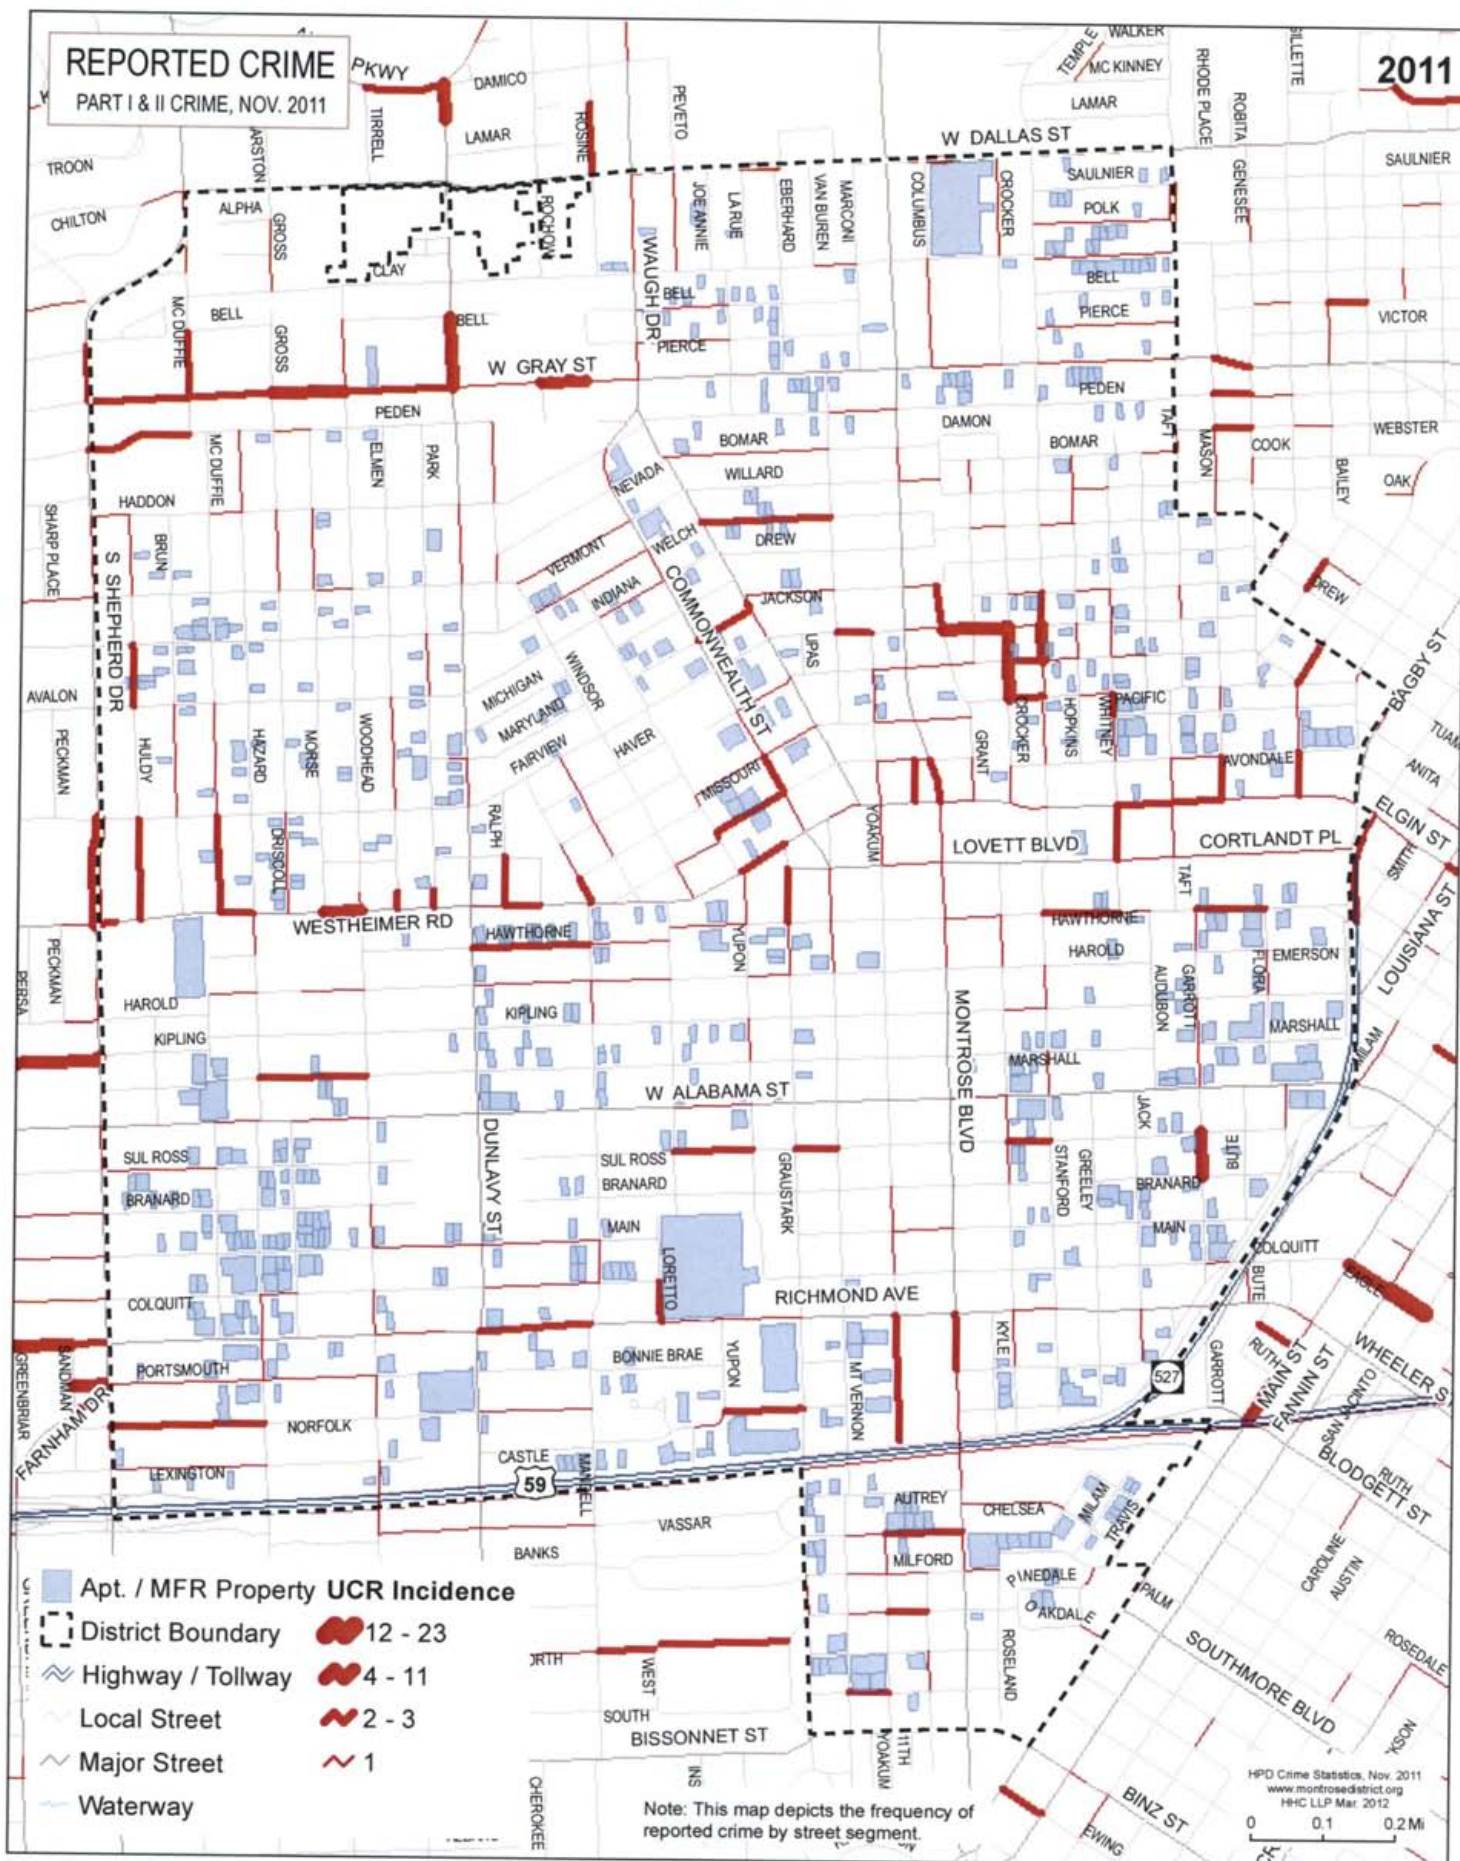 REPORTED CRIME
PART I & II CRIME, NOV. 2011
2011
PKWY
DAMICO
TIRRELL
LAMAR
ROSINE
PEVETO
TEMPLE
WALKER
MC KINNEY
LAMAR
RHODE PLACE
ROBITA
W DALLAS ST
SAULNIER
SAULNIER
TROON
CHILTON
ALPHA
GROSS
CLAY
ROCHOW
WAUGH DR
JOE ANNIE
LA RUE
EBERHARD
VAN BUREN
MARCONI
COLUMBUS
CROCKER
POLK
GENESEE
BELL
BELL
MC DUFFIE
BELL
GROSS
BELL
PIERCE
PIERCE
VICTOR
W GRAY ST
PEDEN
PEDEN
MC DUFFIE
ELMEN
PARK
BOMAR
DAMON
BOMAR
TAFT
MASON
COOK
WEBSTER
BAILEY
OAK
WILLARD
NEVADA
HADDON
SHARP PLACE
S SHEPHERD DR
BRUN
VERMONT
WELCH
DREW
INDIANA
COMMONWEALTH ST
JACKSON
UPAS
DREW
BAGBY ST
AVALON
MICHIGAN
WINDSOR
MARYLAND
FAIRVIEW
HAVER
MISSOURI
PACIFIC
CROCKER
HOPKINS
WHITNEY
GRANT
AVONDALE
ANITA
PECKMAN
HULDY
HAZARD
MORSE
WOODHEAD
DRISCOLL
RALPH
YOAKUM
LOVETT BLVD
CORTLANDT PL
ELGIN ST
SMITH
TAFT
LOUISIANA ST
WESTHEIMER RD
HAWTHORNE
YUPON
HAWTHORNE
HAROLD
FLORA
EMERSON
PECKMAN
PERSA
HAROLD
KIPLING
KIPLING
MONTROSE BLVD
AUDUBON
GARROTT
MARSHALL
MARSHALL
MILAM
W ALABAMA ST
SUL ROSS
BRANARD
DUNLAVY ST
SUL ROSS
BRANARD
MAIN
LORETTO
GRAUSTARK
STANFORD
GREELEY
JACK
BUTE
BRANARD
MAIN
COLQUITT
COLQUITT
RICHMOND AVE
BUTE
EAGLE
GREENBRIAR
SANDMAN
FARNHAM DR
PORTSMOUTH
BONNIE BRAE
YUPON
MT VERNON
KYLE
527
GARROTT
RUTH
MAIN ST
FANNIN ST
WHEELER S
SAN JACINTO
NORFOLK
CASTLE
LEXINGTON
59
VASSAR
BANKS
AUTREY
CHELSEA
MILAM
TRAVIS
MILFORD
PINEDALE
OAKDALE
PALM
BLODGETT ST
RUTH
CAROLINE
AUSTIN
ROSEDALE
SOUTHMORE BLVD
WEST
SOUTH
BISSONNET ST
ROSELAND
11TH
YOAKUM
BINZ ST
EWING
CHEROKEE
Apt. / MFR Property
District Boundary
Highway / Tollway
Local Street
Major Street
Waterway
UCR Incidence
12 - 23
4 - 11
2 - 3
1
Note: This map depicts the frequency of
reported crime by street segment.
HPD Crime Statistics, Nov. 2011
www.montrosedistrict.org
HHC LLP Mar. 2012
0 0.1 0.2 Mi